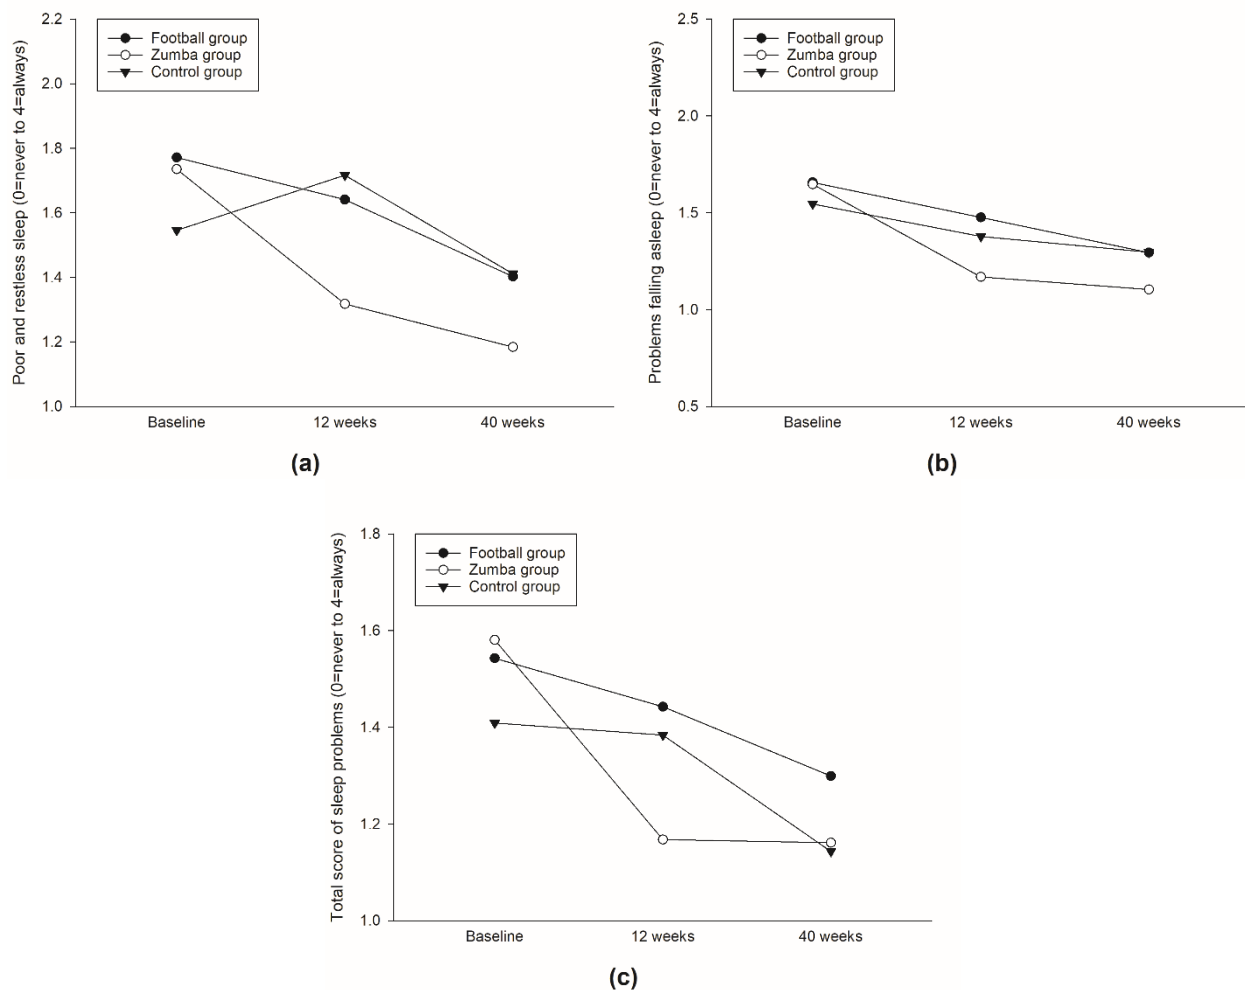 Poor and restless sleep (0=never to 4=always)
2.2
2.0
1.8
1.6
1.4
1.2
1.0
Football group
Zumba group
Control group
Baseline
12 weeks
40 weeks
(a)
Problems falling asleep (0=never to 4=always)
2.5
2.0
1.5
1.0
0.5
Football group
Zumba group
Control group
Baseline
12 weeks
40 weeks
(b)
Total score of sleep problems (0=never to 4=always)
1.8
1.6
1.4
1.2
1.0
Football group
Zumba group
Control group
Baseline
12 weeks
40 weeks
(c)